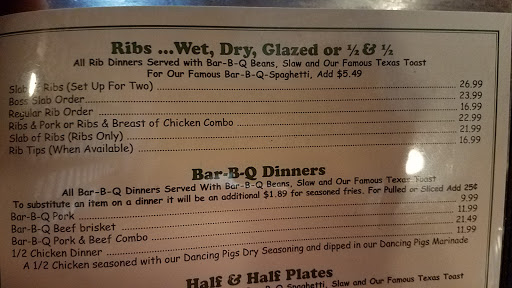 Ribs ...Wet, Dry, Glazed or ½ & ½
All Rib Dinners Served with Bar-B-Q Beans, Slaw and Our Famous Texas Toast
For Our Famous Bar-B-Q-Spaghetti, Add $5.49
Slab Ribs (Set Up For Two) 26.99
Boss Slab Order 23.99
Regular Rib Order 16.99
Ribs & Pork or Ribs & Breast of Chicken Combo 22.99
Slab of Ribs (Ribs Only) 21.99
Rib Tips (When Available) 16.99
Bar-B-Q Dinners
All Bar-B-Q Dinners Served With Bar-B-Q Beans, Slaw and Our Famous Texas Toast
To substitute an item on a dinner it will be an additional $1.89 for seasoned fries. For Pulled or Sliced Add 25¢
Bar-B-Q Pork 9.99
Bar-B-Q Beef brisket 11.99
Bar-B-Q Pork & Beef Combo 21.49
1/2 Chicken Dinner 11.99
A 1/2 Chicken seasoned with our Dancing Pigs Dry Seasoning and dipped in our Dancing Pigs Marinade
Half & Half Plates
Spaghetti, Slaw and Our Famous Texas Toast